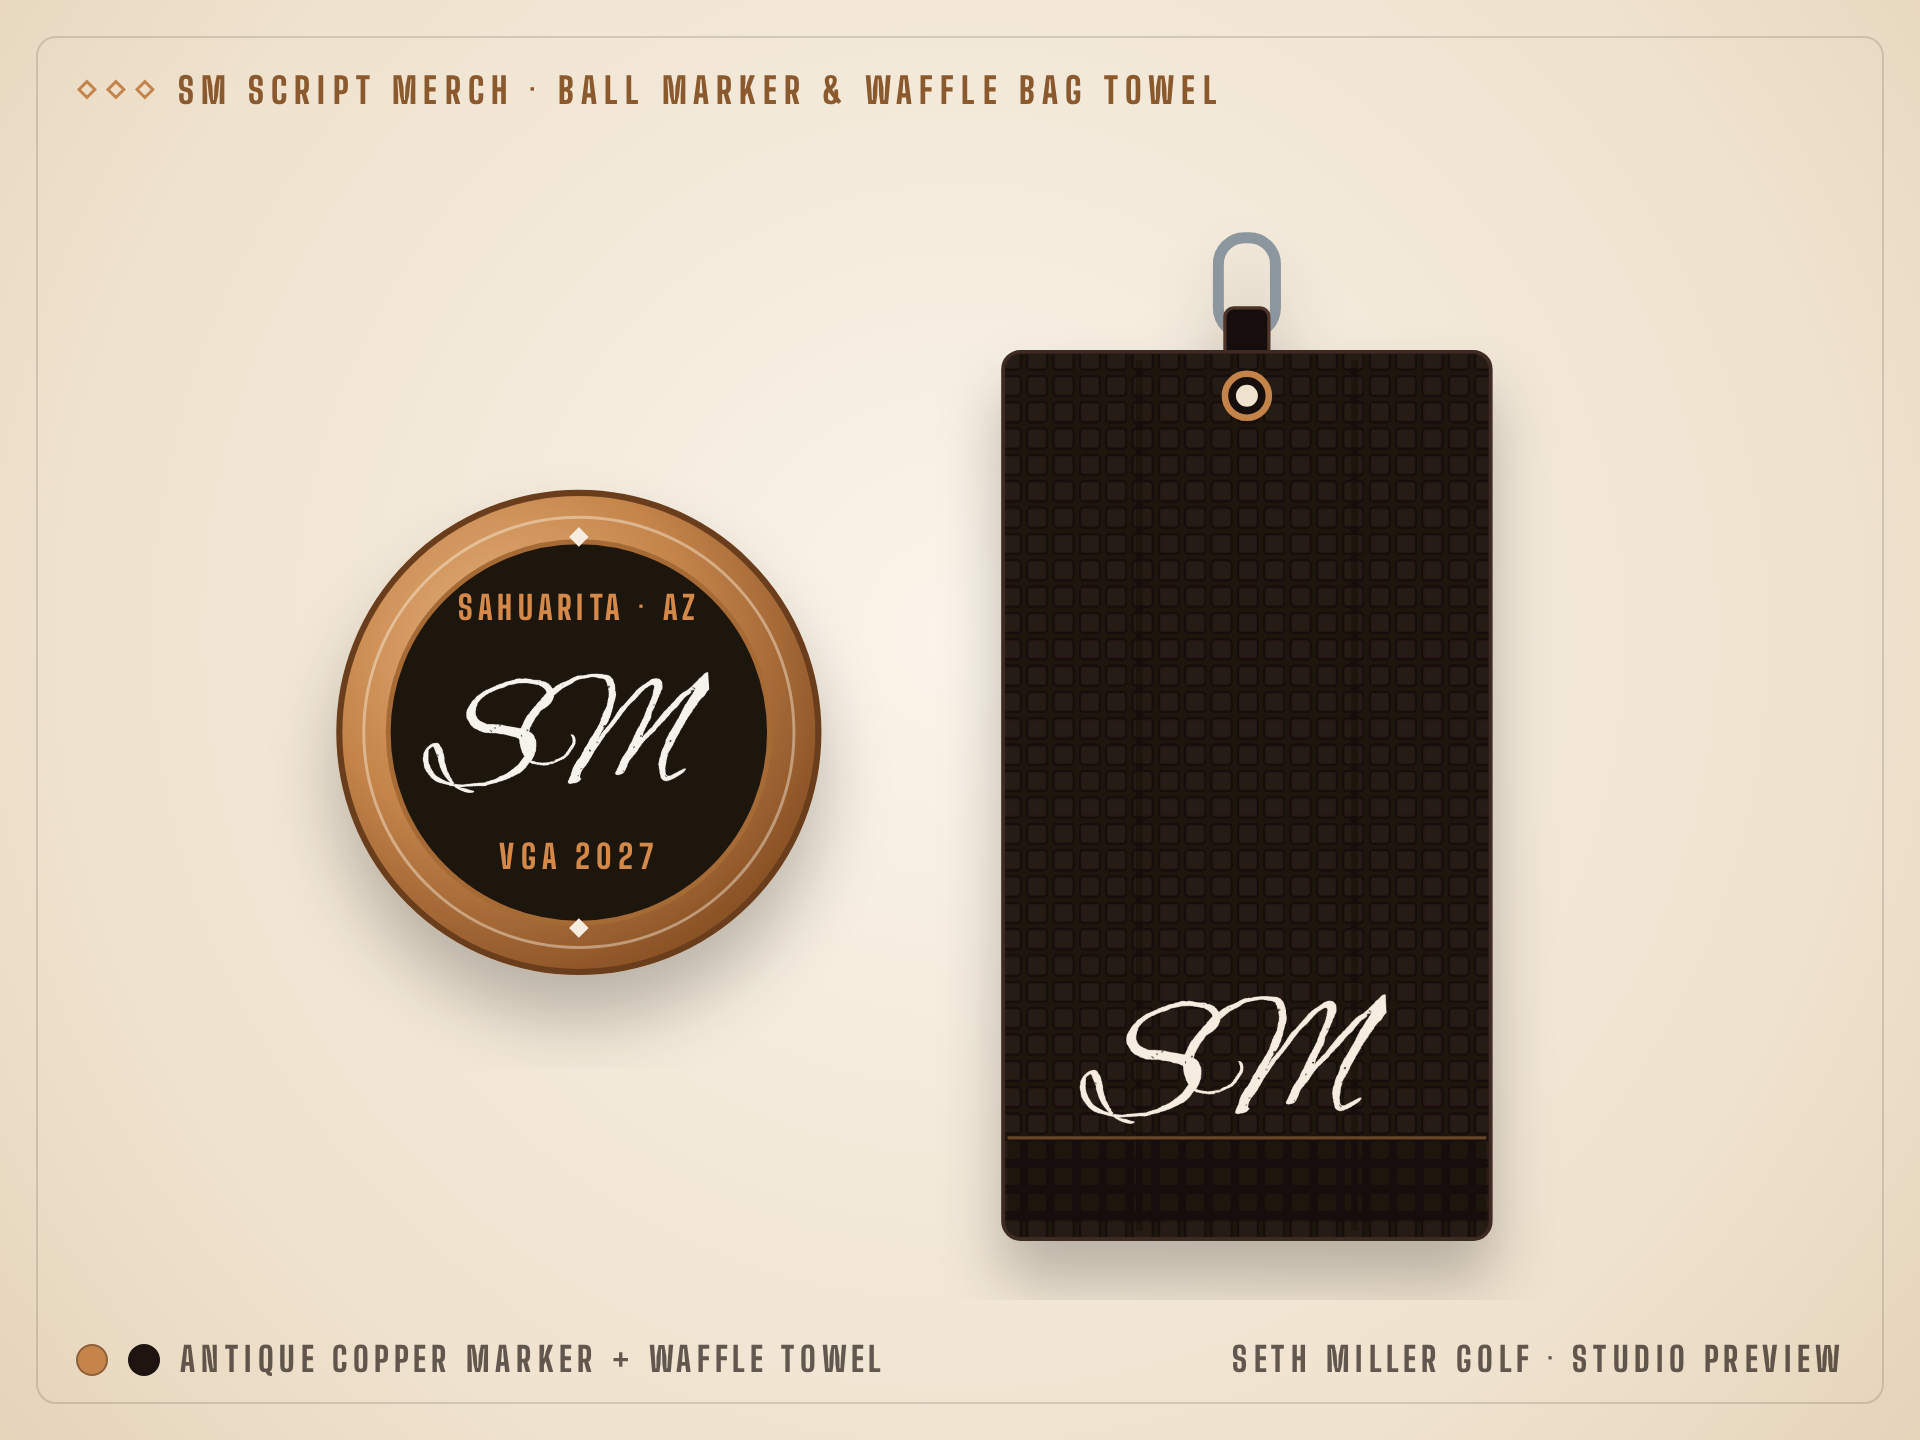 SM SCRIPT MERCH · BALL MARKER & WAFFLE BAG TOWEL
SAHUARITA · AZ
SM
VGA 2027
SM
ANTIQUE COPPER MARKER + WAFFLE TOWEL
SETH MILLER GOLF · STUDIO PREVIEW